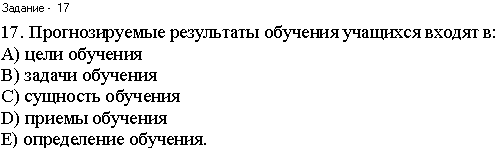 Задание - 17
17. Прогнозируемые результаты обучения учащихся входят в:
A) цели обучения
B) задачи обучения
C) сущность обучения
D) приемы обучения
E) определение обучения.